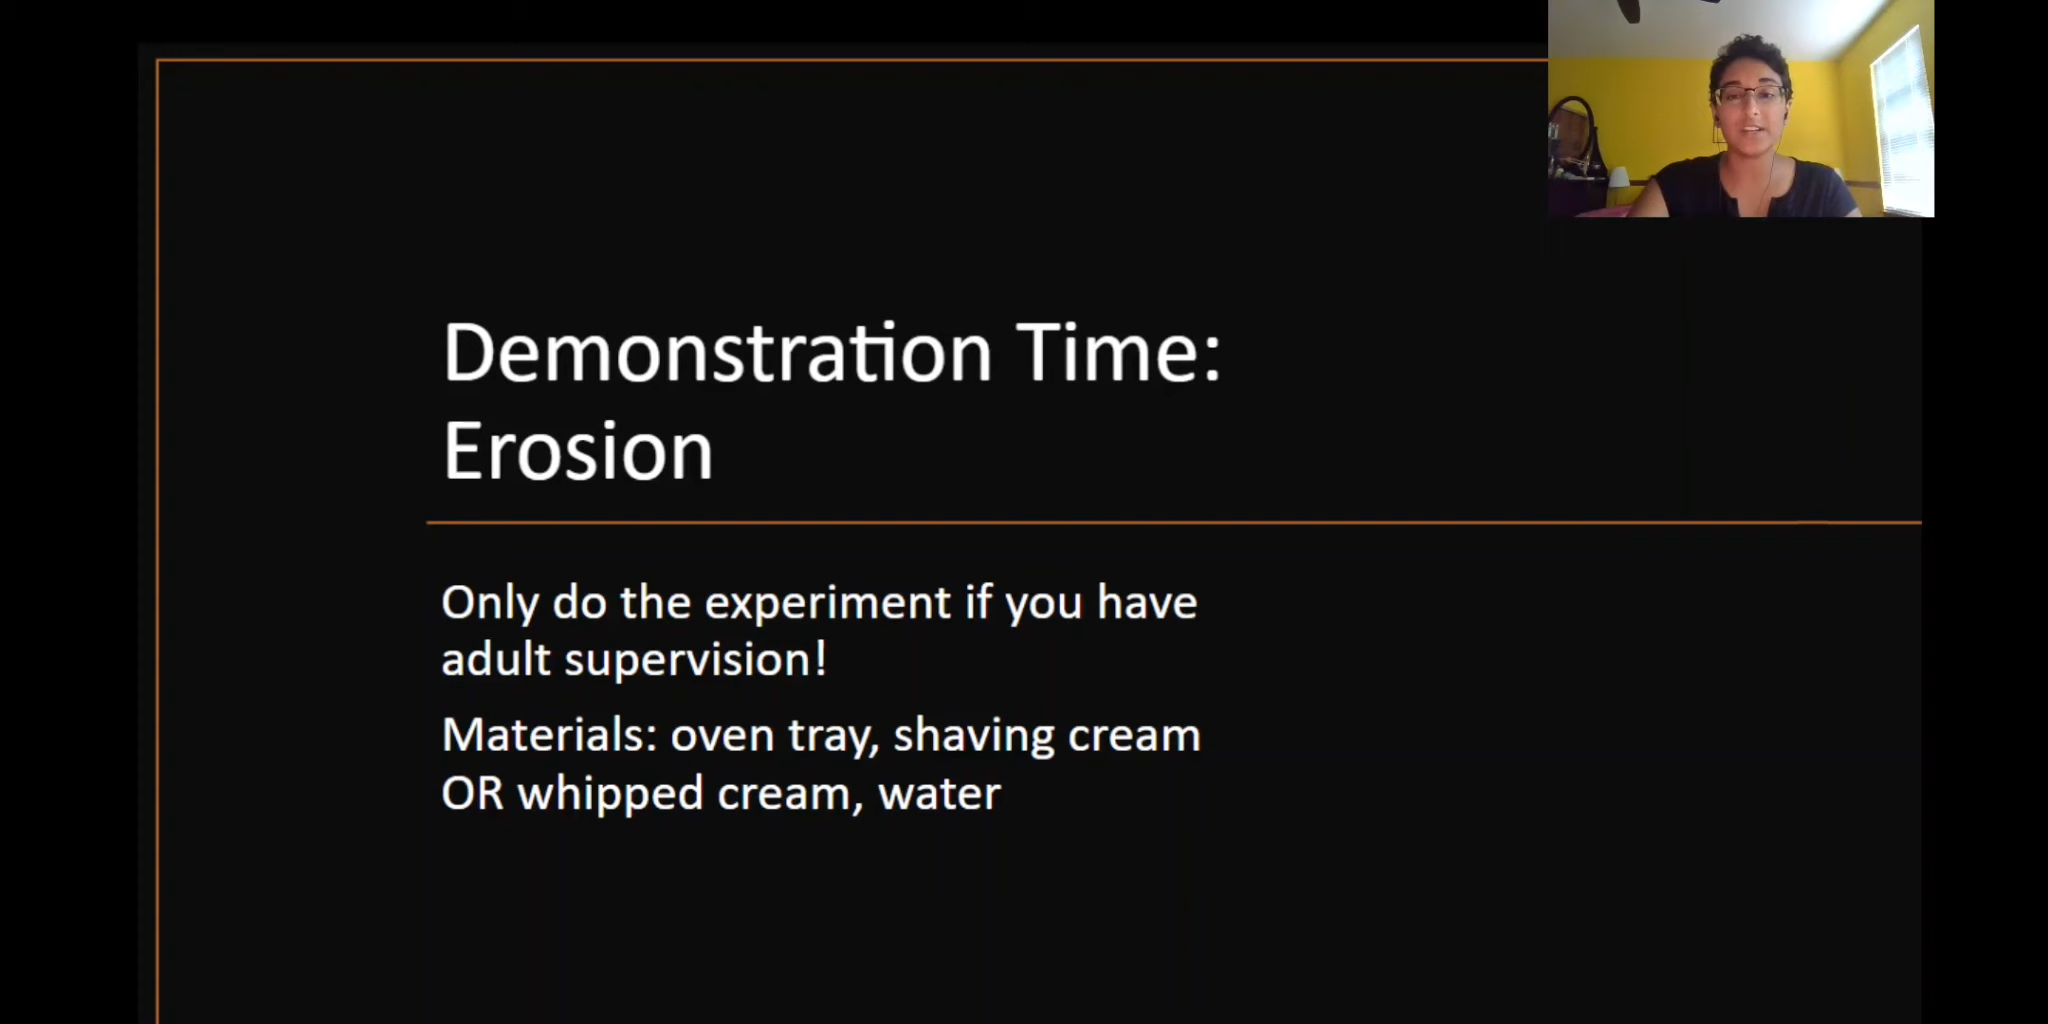 Demonstration Time:
Erosion
Only do the experiment if you have
adult supervision!
Materials: oven tray, shaving cream
OR whipped cream, water